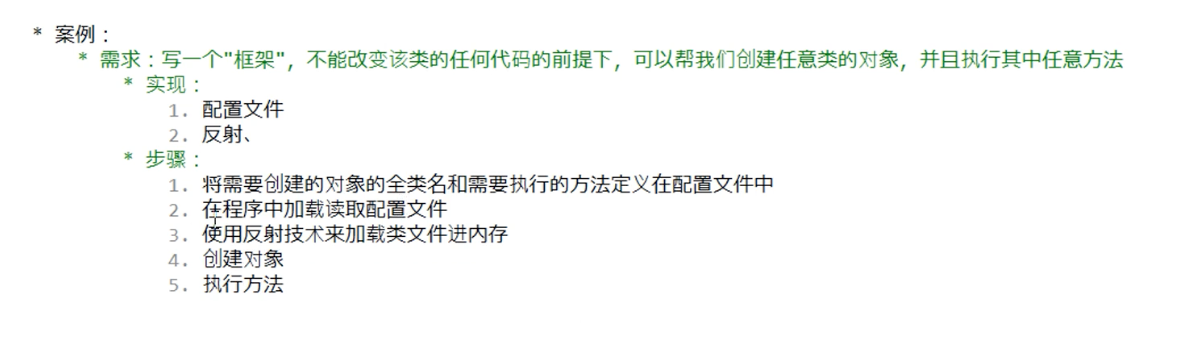 * 案例：
* 需求：写一个"框架"，不能改变该类的任何代码的前提下，可以帮我们创建任意类的对象，并且执行其中任意方法
* 实现：
1. 配置文件
2. 反射、
* 步骤：
1. 将需要创建的对象的全类名和需要执行的方法定义在配置文件中
2. 在程序中加载读取配置文件
3. 使用反射技术来加载类文件进内存
4. 创建对象
5. 执行方法